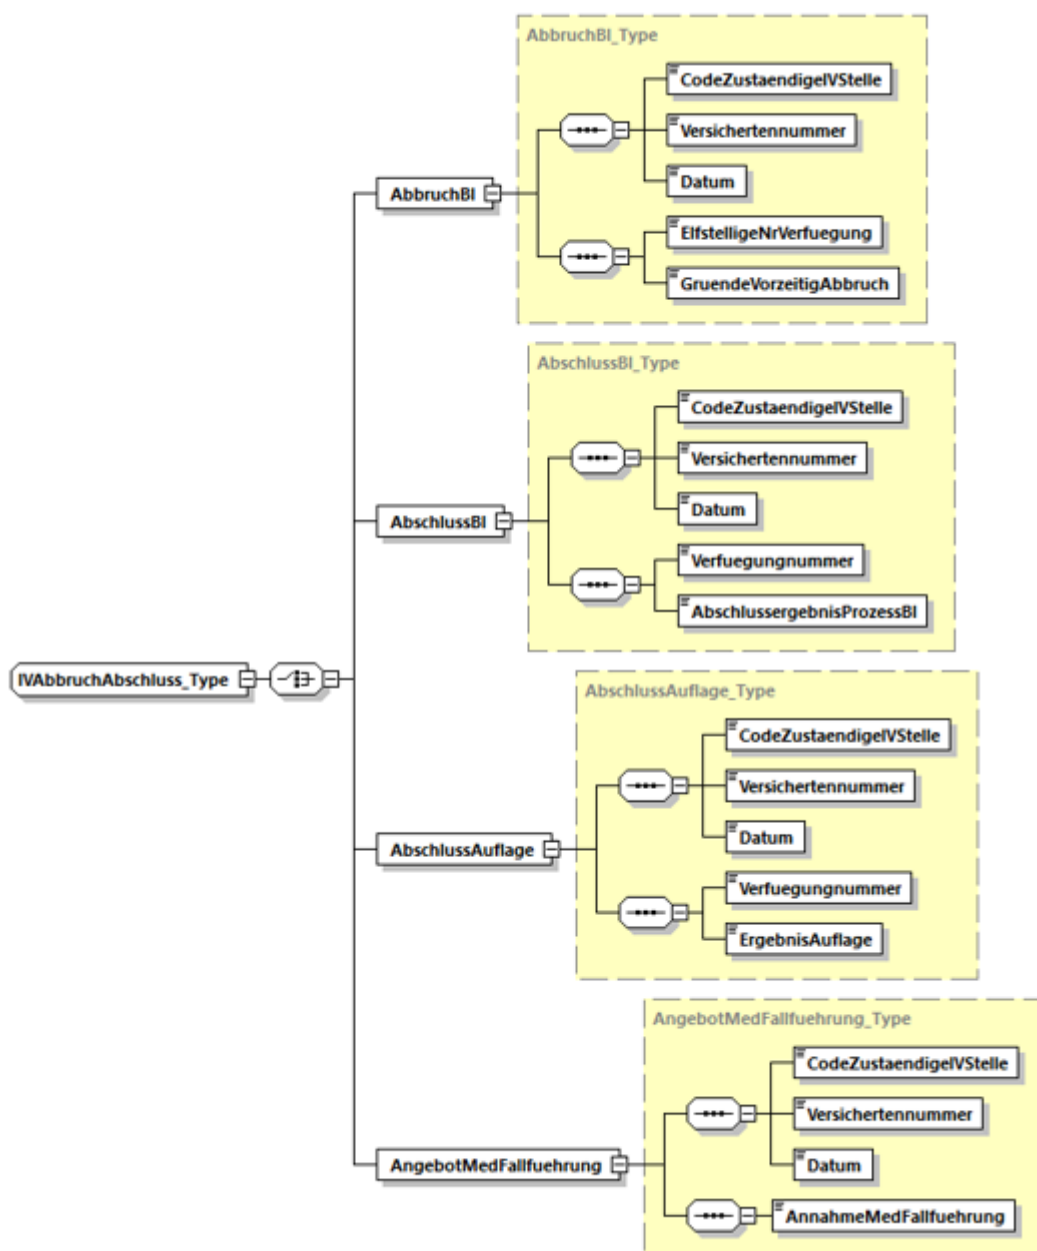 AbbruchBI_Type
CodeZustaendigeIVStelle
Versichertennummer
Datum
AbbruchBI
ElfstelligeNrVerfuegung
GruendeVorzeitigAbbruch
AbschlussBI_Type
CodeZustaendigeIVStelle
Versichertennummer
Datum
AbschlussBI
Verfuegungnummer
AbschlussergebnisProzessBI
IVAbbruchAbschluss_Type
AbschlussAuflage_Type
CodeZustaendigeIVStelle
Versichertennummer
Datum
AbschlussAuflage
Verfuegungnummer
ErgebnisAuflage
AngebotMedFallfuehrung_Type
CodeZustaendigeIVStelle
Versichertennummer
Datum
AngebotMedFallfuehrung
AnnahmeMedFallfuehrung